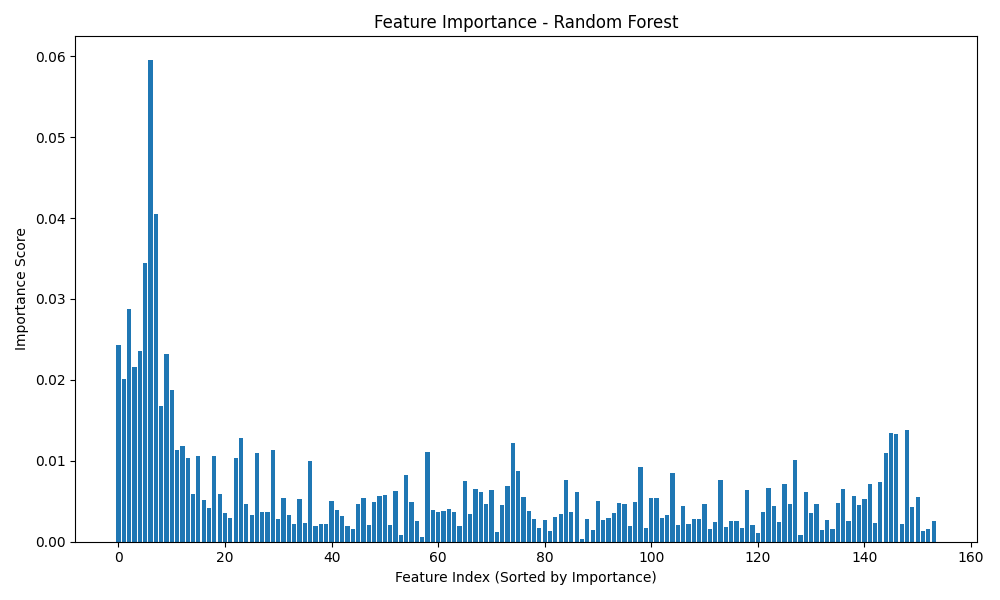 Feature Importance - Random Forest
Importance Score
0.06
0.05
0.04
0.03
0.02
0.01
0.00
0 20 40 60 80 100 120 140 160
Feature Index (Sorted by Importance)